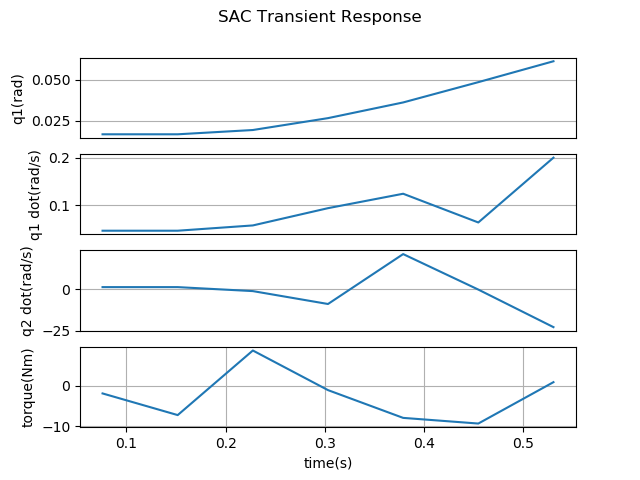 SAC Transient Response
q1(rad)
0.050
0.025
q1 dot(rad/s)
0.2
0.1
q2 dot(rad/s)
0
−25
torque(Nm)
0
−10
0.1 0.2 0.3 0.4 0.5
time(s)